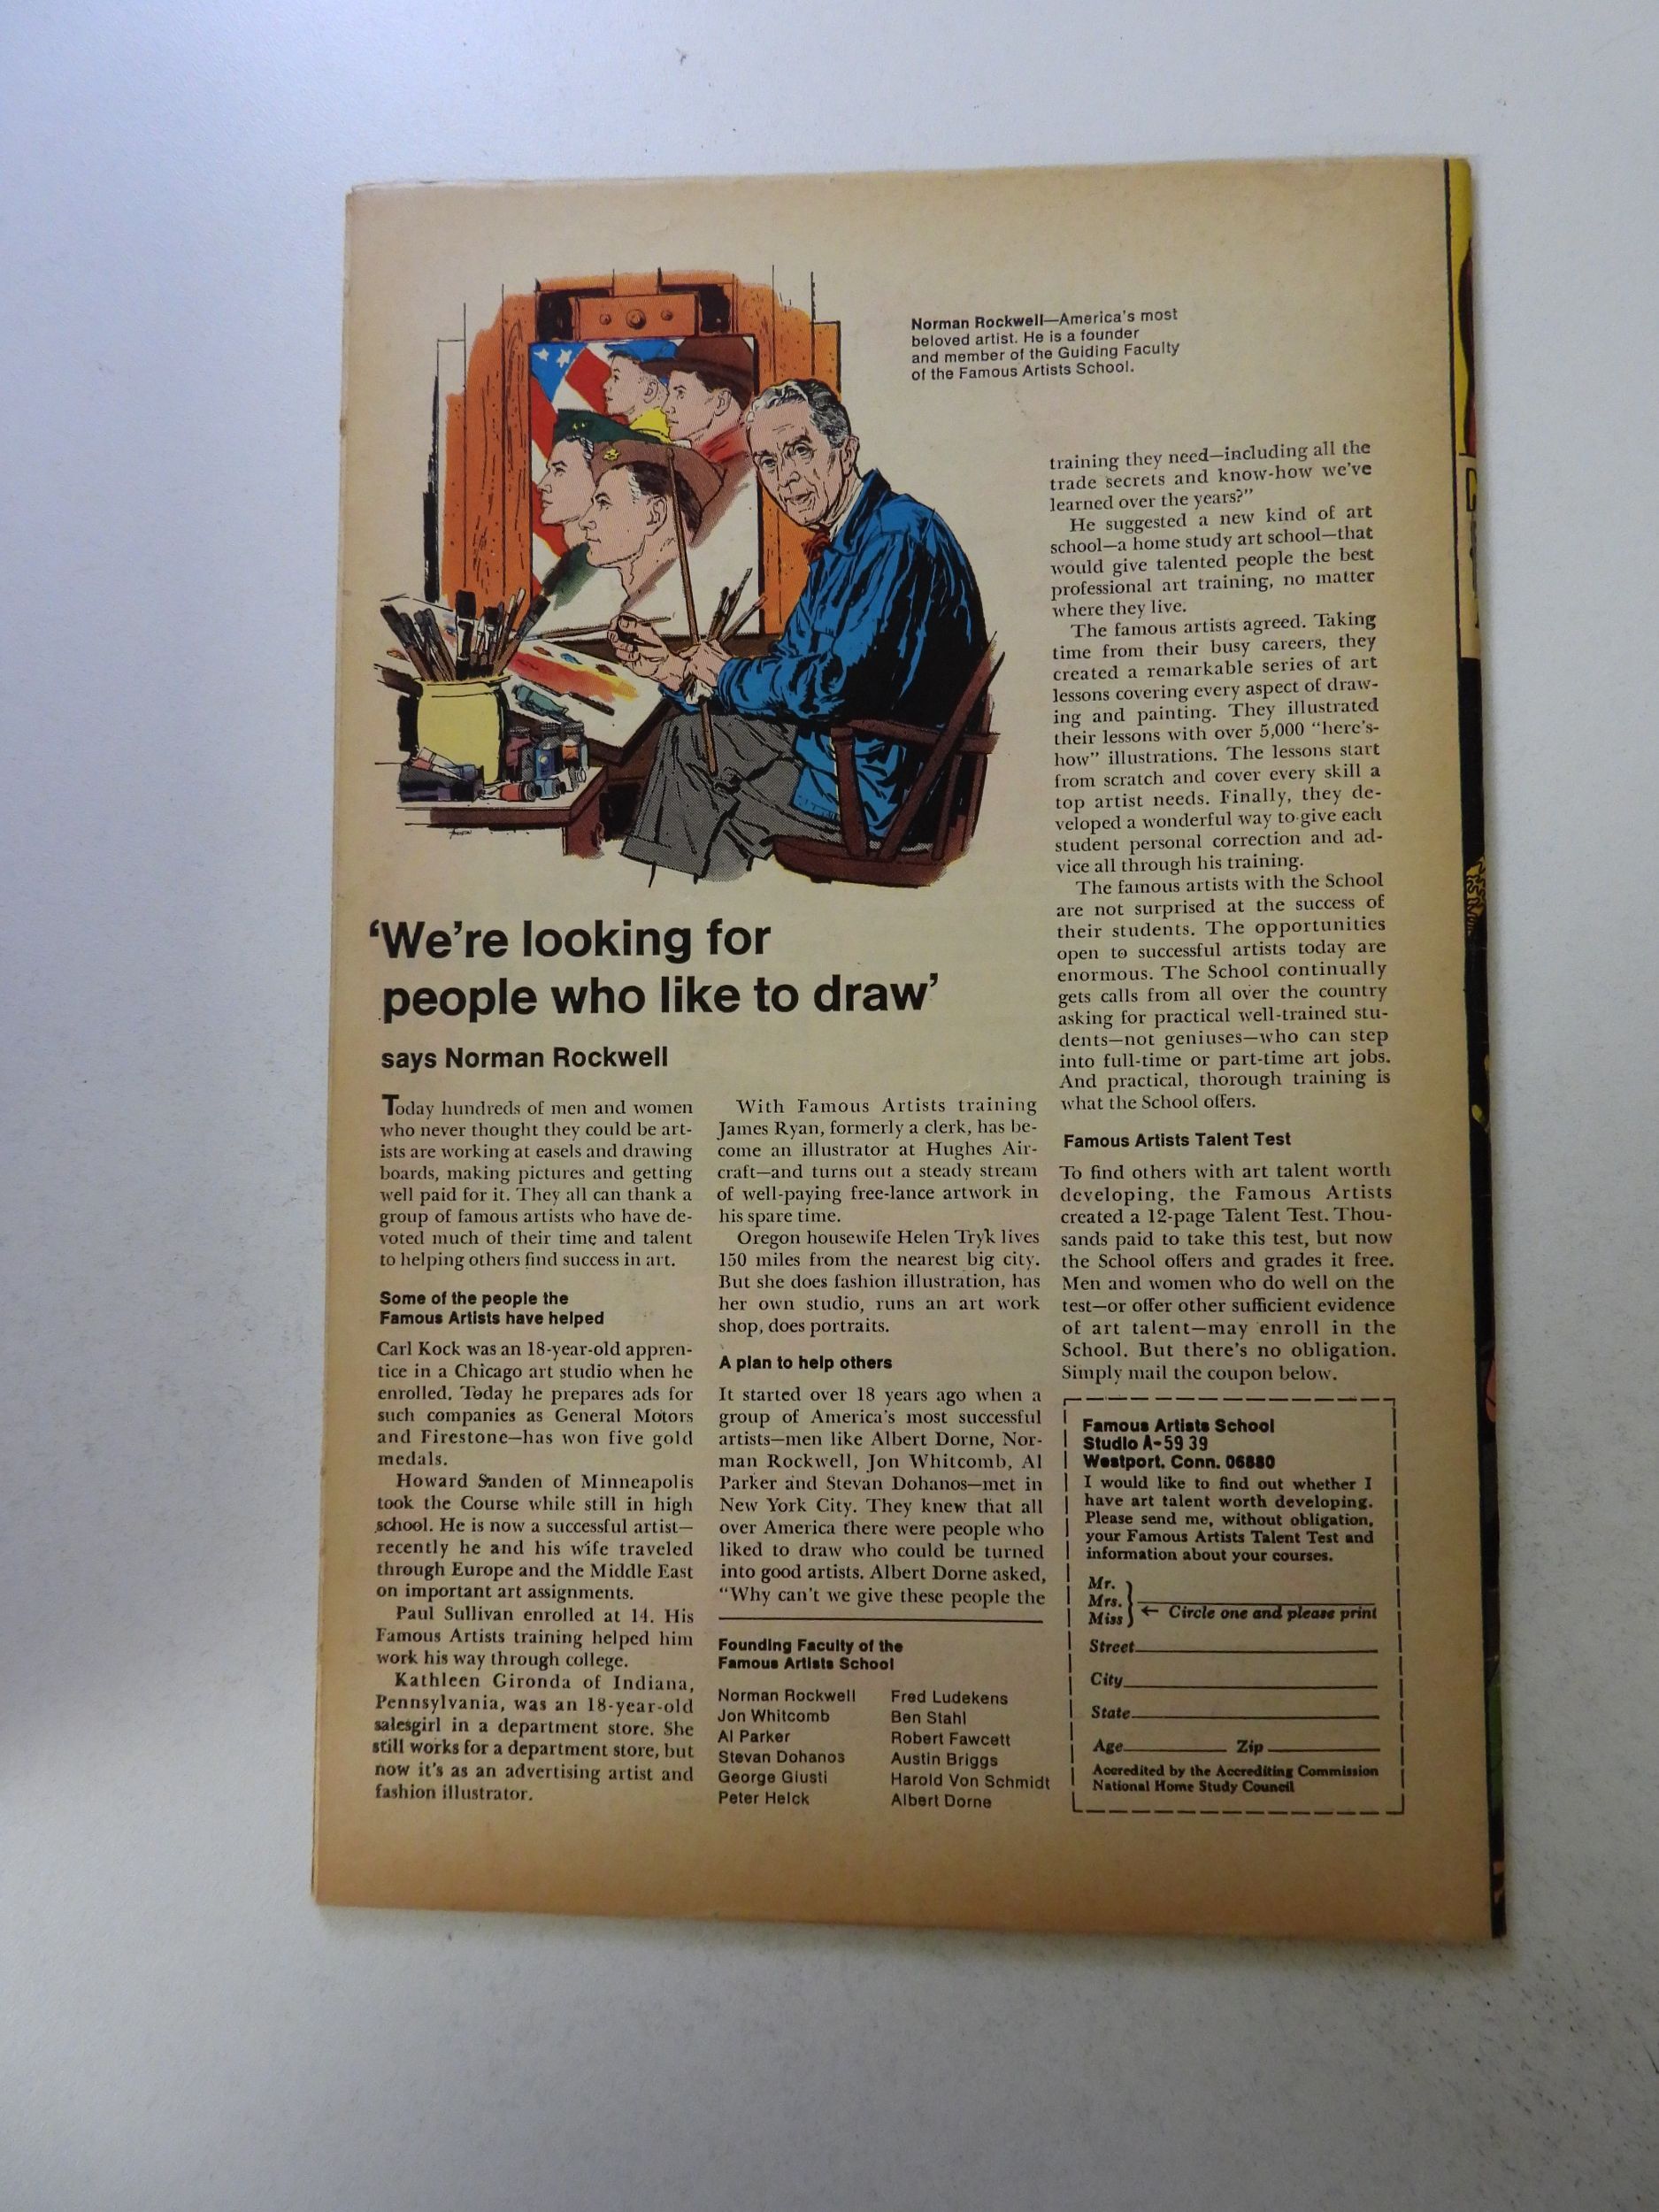 Norman Rockwell—America's most
beloved artist. He is a founder
and member of the Guiding Faculty
of the Famous Artists School.
'We're looking for
people who like to draw'
says Norman Rockwell
Today hundreds of men and women
who never thought they could be art-
ists are working at easels and drawing
boards, making pictures and getting
well paid for it. They all can thank a
group of famous artists who have de-
voted much of their time and talent
to helping others find success in art.
Some of the people the
Famous Artists have helped
Carl Kock was an 18-year-old appren-
tice in a Chicago art studio when he
enrolled. Today he prepares ads for
such companies as General Motors
and Firestone—has won five gold
medals.
Howard Sanden of Minneapolis
took the Course while still in high
school. He is now a successful artist—
recently he and his wife traveled
through Europe and the Middle East
on important art assignments.
Paul Sullivan enrolled at 14. His
Famous Artists training helped him
work his way through college.
Kathleen Gironda of Indiana,
Pennsylvania, was an 18-year-old
salesgirl in a department store. She
still works for a department store, but
now it's as an advertising artist and
fashion illustrator.
With Famous Artists training
James Ryan, formerly a clerk, has be-
come an illustrator at Hughes Air-
craft—and turns out a steady stream
of well-paying free-lance artwork in
his spare time.
Oregon housewife Helen Tryk lives
150 miles from the nearest big city.
But she does fashion illustration, has
her own studio, runs an art work
shop, does portraits.
A plan to help others
It started over 18 years ago when a
group of America's most successful
artists—men like Albert Dorne, Nor-
man Rockwell, Jon Whitcomb, Al
Parker and Stevan Dohanos—met in
New York City. They knew that all
over America there were people who
liked to draw who could be turned
into good artists. Albert Dorne asked,
"Why can't we give these people the
training they need—including all the
trade secrets and know-how we've
learned over the years?"
He suggested a new kind of art
school—a home study art school—that
would give talented people the best
professional art training, no matter
where they live.
The famous artists agreed. Taking
time from their busy careers, they
created a remarkable series of art
lessons covering every aspect of draw-
ing and painting. They illustrated
their lessons with over 5,000 "here's-
how" illustrations. The lessons start
from scratch and cover every skill a
top artist needs. Finally, they de-
veloped a wonderful way to give each
student personal correction and ad-
vice all through his training.
The famous artists with the School
are not surprised at the success of
their students. The opportunities
open to successful artists today are
enormous. The School continually
gets calls from all over the country
asking for practical well-trained stu-
dents—not geniuses—who can step
into full-time or part-time art jobs.
And practical, thorough training is
what the School offers.
Famous Artists Talent Test
To find others with art talent worth
developing, the Famous Artists
created a 12-page Talent Test. Thou-
sands paid to take this test, but now
the School offers and grades it free.
Men and women who do well on the
test—or offer other sufficient evidence
of art talent—may enroll in the
School. But there's no obligation.
Simply mail the coupon below.
Founding Faculty of the
Famous Artists School
Norman Rockwell
Jon Whitcomb
Al Parker
Stevan Dohanos
George Giusti
Peter Helck
Fred Ludekens
Ben Stahl
Robert Fawcett
Austin Briggs
Harold Von Schmidt
Albert Dorne
Famous Artists School
Studio A-59 39
Westport, Conn. 06880
I would like to find out whether I
have art talent worth developing.
Please send me, without obligation,
your Famous Artists Talent Test and
information about your courses.
Mr.
Mrs.
Miss
← Circle one and please print
Street
City
State
Age Zip
Accredited by the Accrediting Commission
National Home Study Council